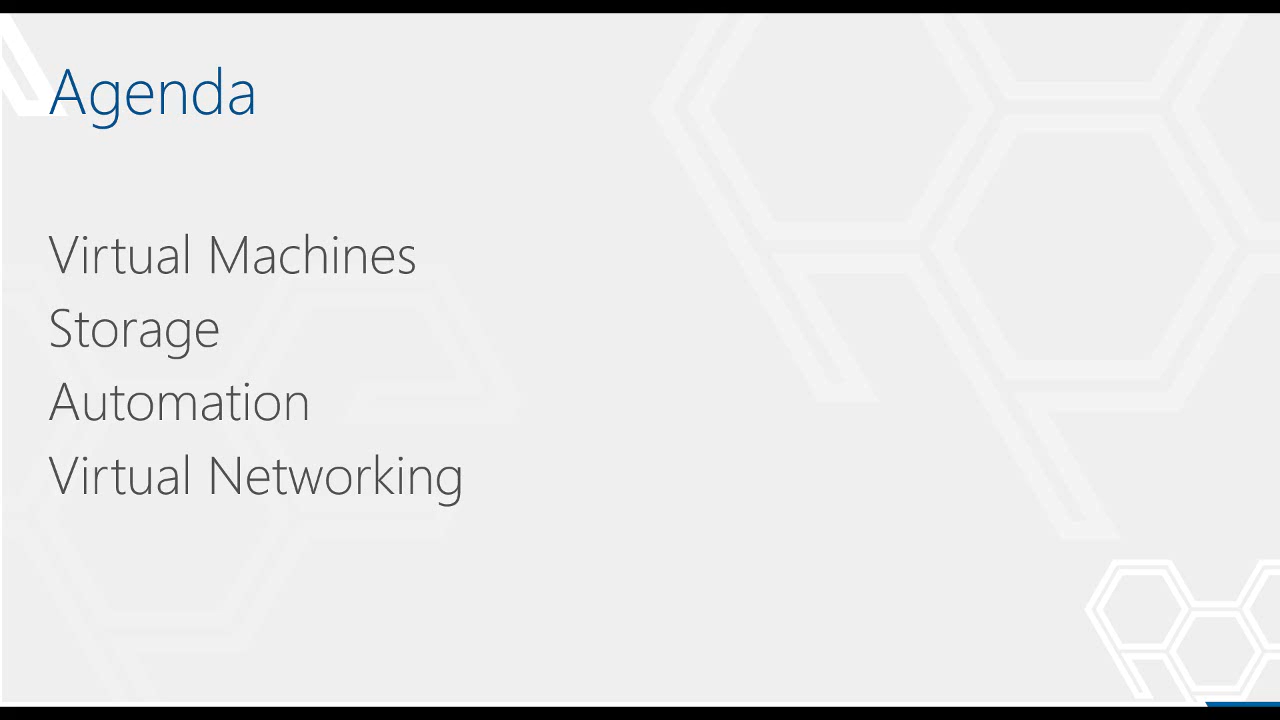 Agenda
Virtual Machines
Storage
Automation
Virtual Networking